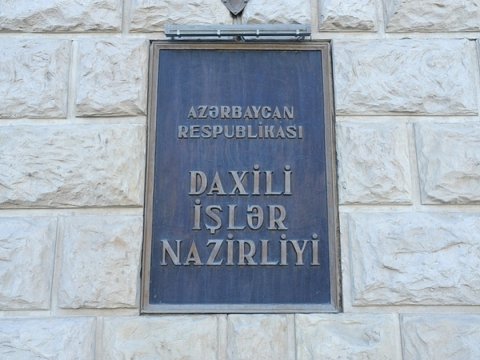 AZƏRBAYCAN
RESPUBLİKASI
DAXİLİ
İŞLƏR
NAZİRLİYİ